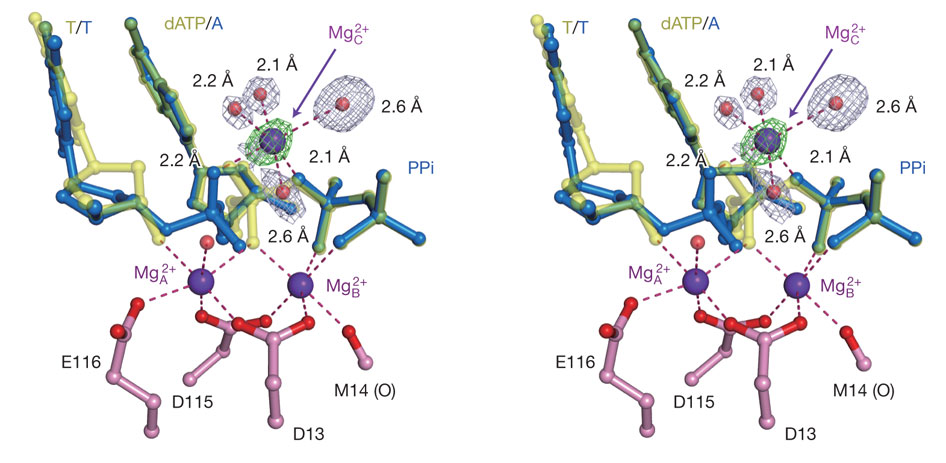 T/T
dATP/A
Mg²⁺C
2.2 Å
2.1 Å
2.6 Å
2.2 Å
2.1 Å
PPi
2.6 Å
Mg²⁺A
Mg²⁺B
E116
D115
M14 (O)
D13
T/T
dATP/A
Mg²⁺C
2.2 Å
2.1 Å
2.6 Å
2.2 Å
2.1 Å
PPi
2.6 Å
Mg²⁺A
Mg²⁺B
E116
D115
M14 (O)
D13